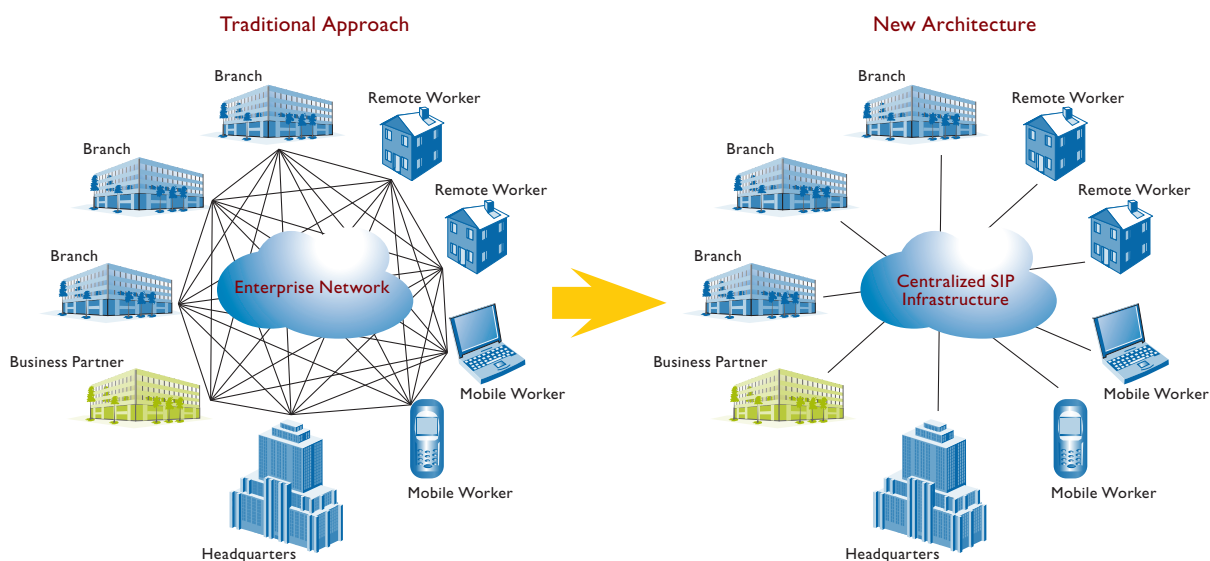 Traditional Approach
Branch
Remote Worker
Branch
Remote Worker
Branch
Enterprise Network
Business Partner
Mobile Worker
Mobile Worker
Headquarters
New Architecture
Branch
Remote Worker
Branch
Remote Worker
Branch
Centralized SIP
Infrastructure
Business Partner
Mobile Worker
Mobile Worker
Headquarters